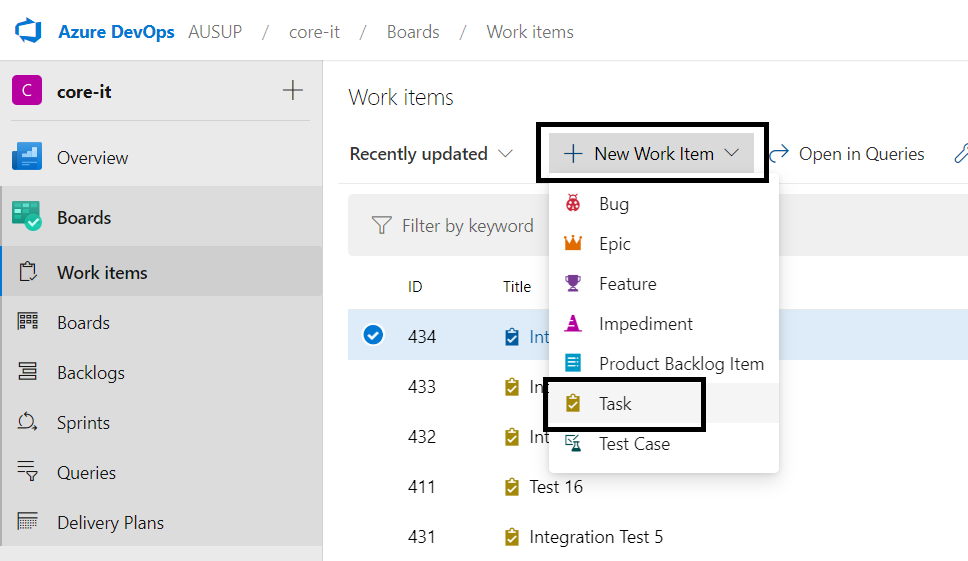 Azure DevOps AUSUP / core-it / Boards / Work items
C core-it
Overview
Boards
Work items
Boards
Backlogs
Sprints
Queries
Delivery Plans
Work items
Recently updated New Work Item Open in Queries
Filter by keyword
Bug
Epic
Feature
Impediment
Product Backlog Item
Task
Test Case
ID Title
434 Int
433 Int
432 Int
411 Test 16
431 Integration Test 5